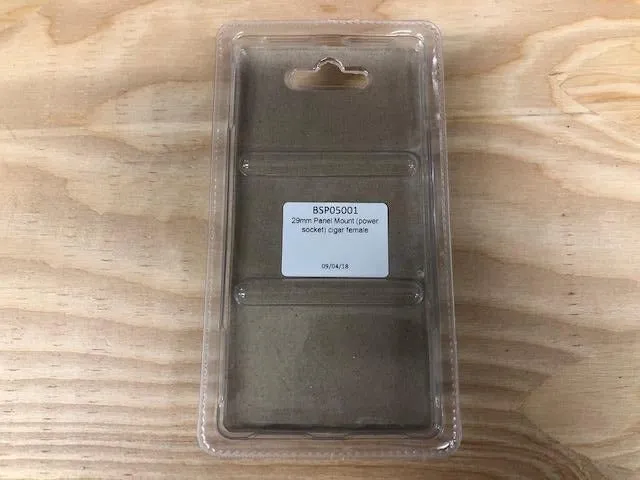 BSP05001
29mm Panel Mount (power
socket) cigar female
09/04/18